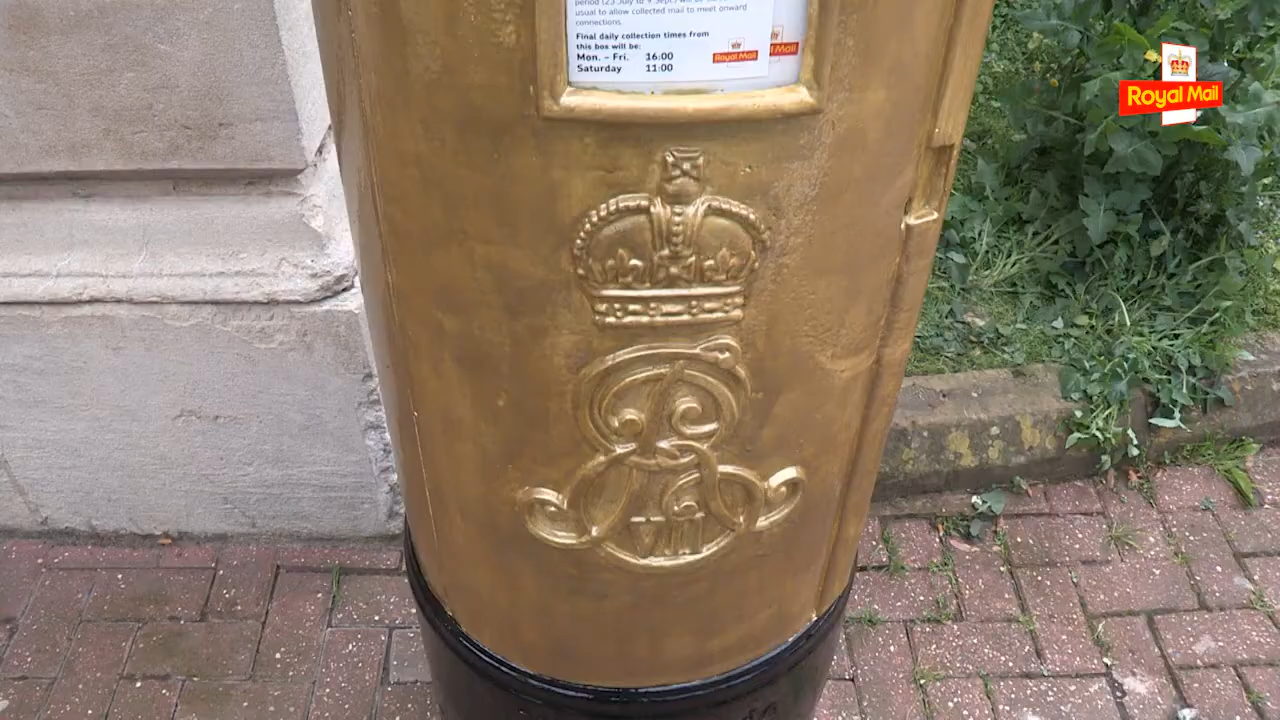 period (23 July to 9 Sept) will be
usual to allow collected mail to meet onward
connections.
Final daily collection times from
this box will be:
Mon. – Fri. 16:00
Saturday 11:00
Royal Mail
l Mail
Royal Mail
VII